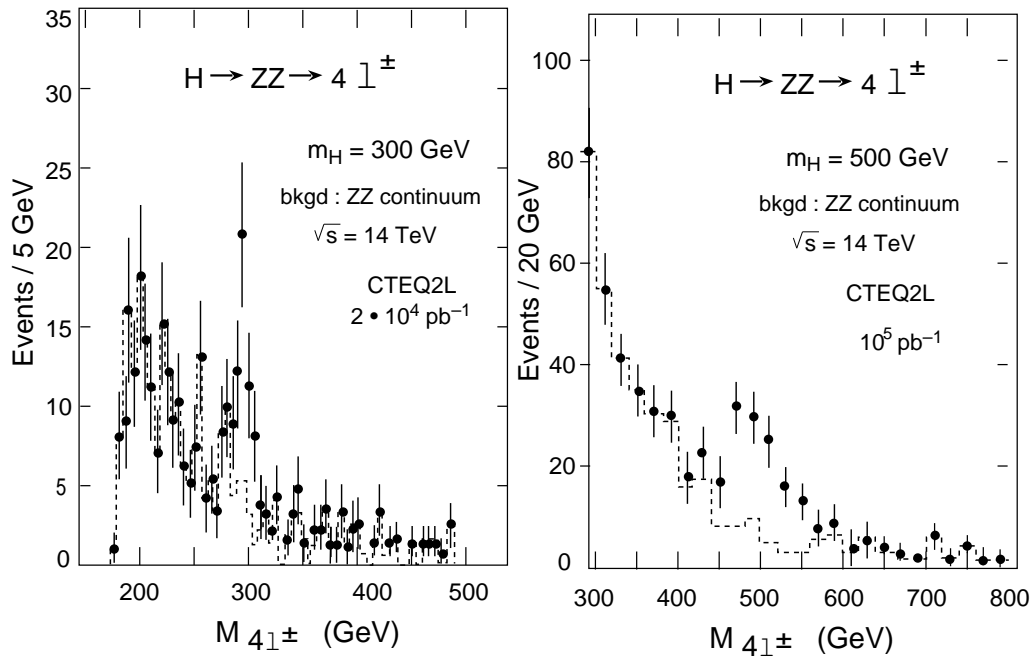 35
30
25
20
15
10
5
0
Events / 5 GeV
H → ZZ → 4 l ±
m H = 300 GeV
bkgd : ZZ continuum
√s = 14 TeV
CTEQ2L
2 • 10⁴ pb⁻¹
200 300 400 500
M 4l± (GeV)
100
80
60
40
20
0
Events / 20 GeV
H → ZZ → 4 l ±
m H = 500 GeV
bkgd : ZZ continuum
√s = 14 TeV
CTEQ2L
10⁵ pb⁻¹
300 400 500 600 700 800
M 4l± (GeV)